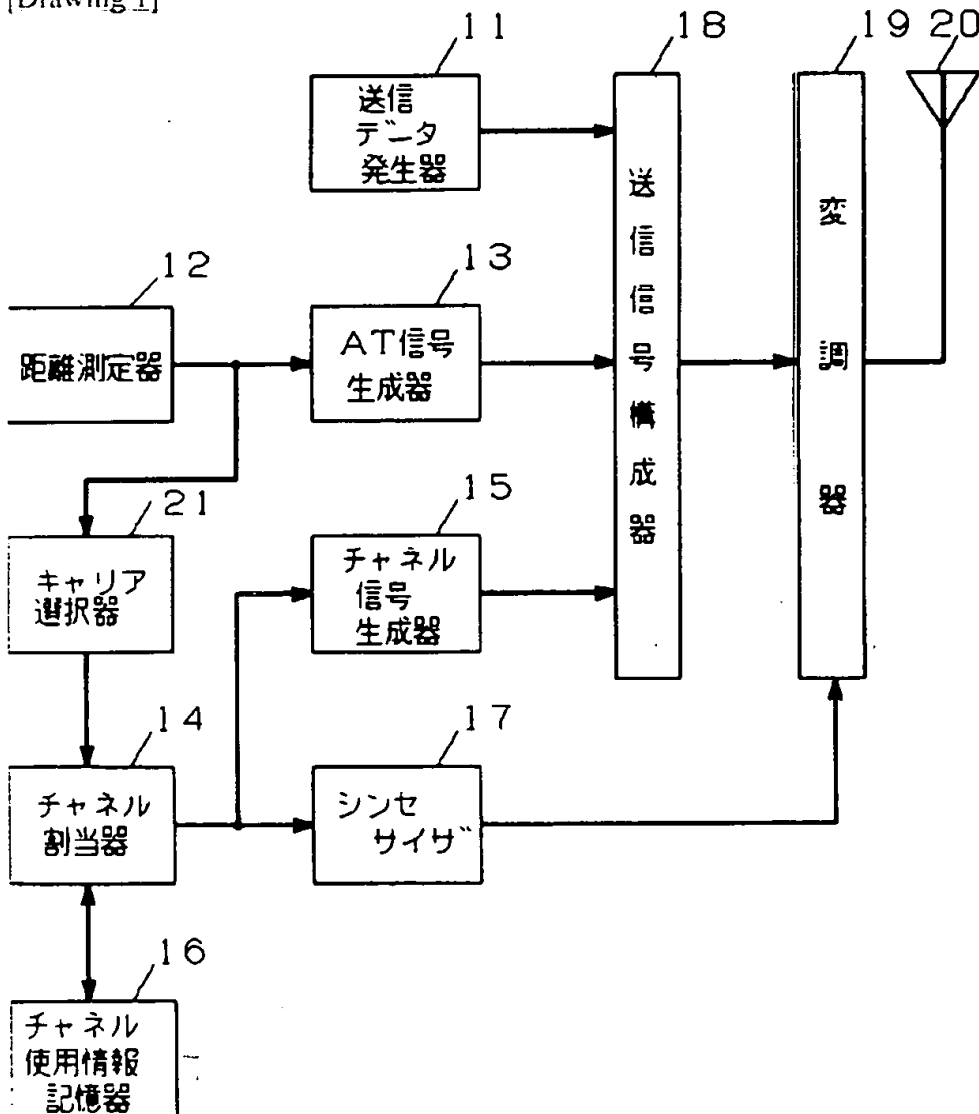 [Drawing 1]
11
18
19
20
送信
データ
発生器
送信信号構成器
変調器
12
13
距離測定器
AT信号
生成器
21
15
キャリア
選択器
チャネル
信号
生成器
14
17
チャネル
割当器
シンセ
サイザ
16
チャネル
使用情報
記憶器